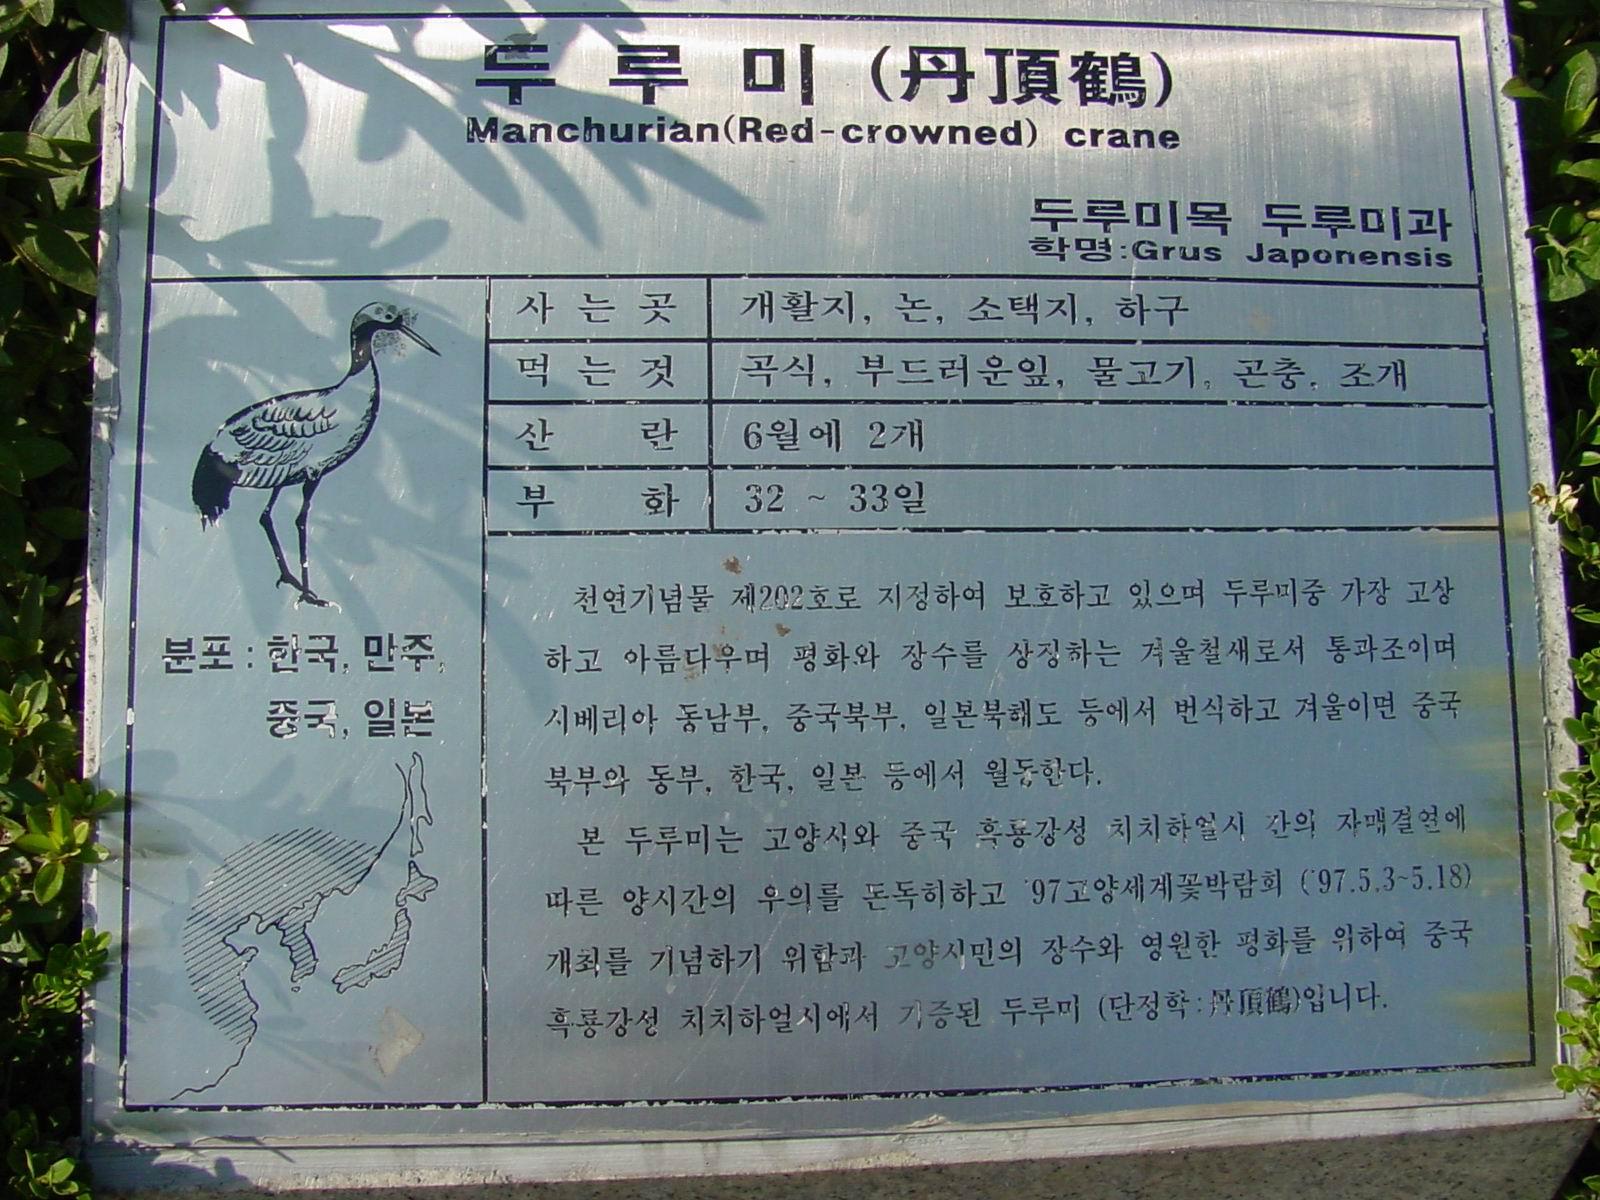 두루미 (丹頂鶴)
Manchurian(Red-crowned) crane
두루미목 두루미과
학명:Grus Japonensis
사는곳 개활지, 논, 소택지, 하구
먹는것 곡식, 부드러운잎, 물고기, 곤충, 조개
산란 6월에 2개
부화 32 ~ 33일
분포: 한국, 만주,
중국, 일본
천연기념물 제202호로 지정하여 보호하고 있으며 두루미중 가장 고상
하고 아름다우며 평화와 장수를 상징하는 겨울철새로서 통과조이며
시베리아 동남부, 중국북부, 일본북해도 등에서 번식하고 겨울이면 중국
북부와 동부, 한국, 일본 등에서 월동한다.
본 두루미는 고양시와 중국 흑룡강성 치치하얼시 간의 자매결연에
따른 양시간의 우의를 돈독히하고 '97고양세계꽃박람회 ('97.5.3~5.18)
개최를 기념하기 위함과 고양시민의 장수와 영원한 평화를 위하여 중국
흑룡강성 치치하얼시에서 기증된 두루미 (단정학:丹頂鶴)입니다.